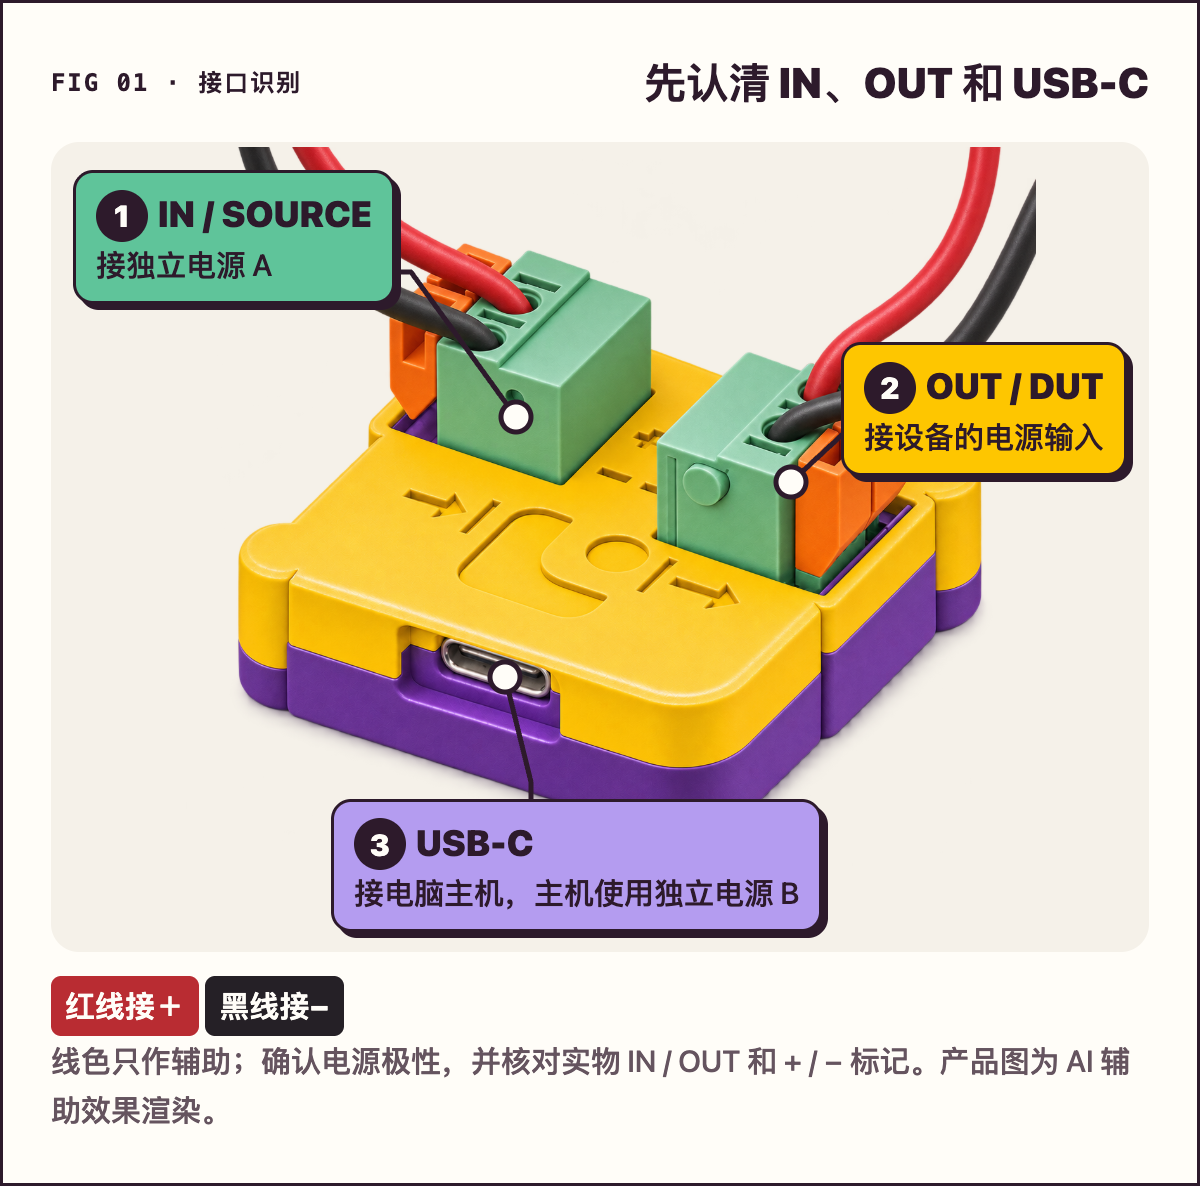 FIG 01 · 接口识别
先认清 IN、OUT 和 USB-C
1 IN / SOURCE
接独立电源 A
2 OUT / DUT
接设备的电源输入
3 USB-C
接电脑主机，主机使用独立电源 B
红线接＋ 黑线接−
线色只作辅助；确认电源极性，并核对实物 IN / OUT 和 + / − 标记。产品图为 AI 辅
助效果渲染。